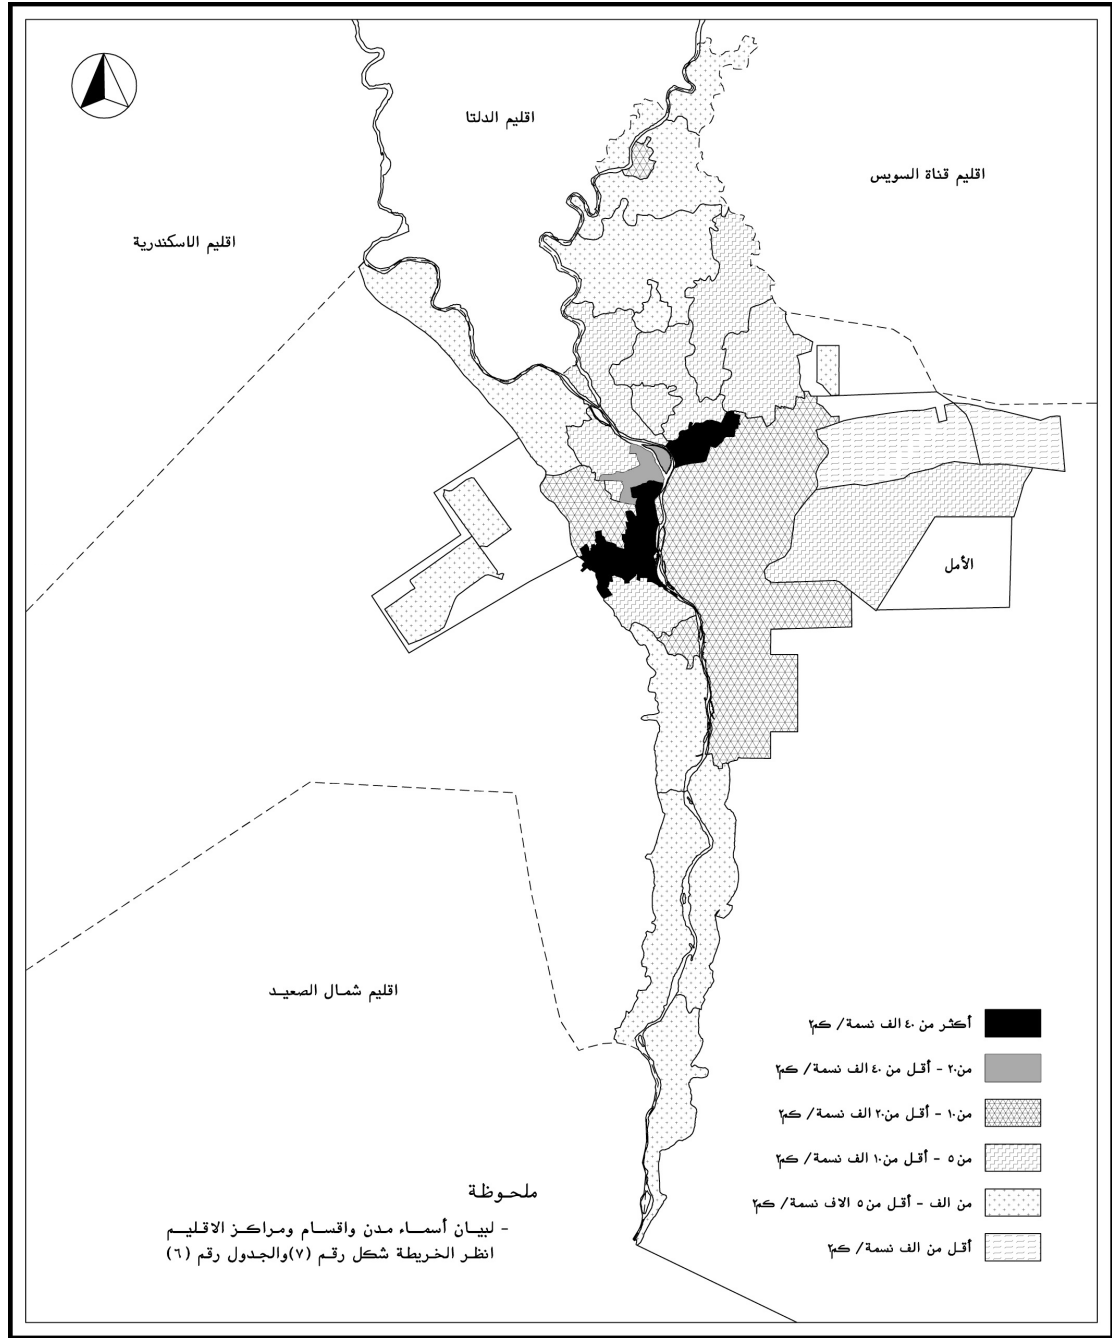 اقليم الدلتا
اقليم قناة السويس
اقليم الاسكندرية
الأمل
اقليم شمال الصعيد
أكثر من ٤٠ الف نسمة/ كم٢
من٢٠ - أقل من ٤٠ الف نسمة/ كم٢
من١٠ - أقل من٢٠ الف نسمة/ كم٢
من٥ - أقل من١٠ الف نسمة/ كم٢
من الف - أقل من٥ الاف نسمة/ كم٢
أقل من الف نسمة/ كم٢
ملحوظة
- لبيان أسماء مدن واقسام ومراكز الاقليم
انظر الخريطة شكل رقم (٧)والجدول رقم (٦)